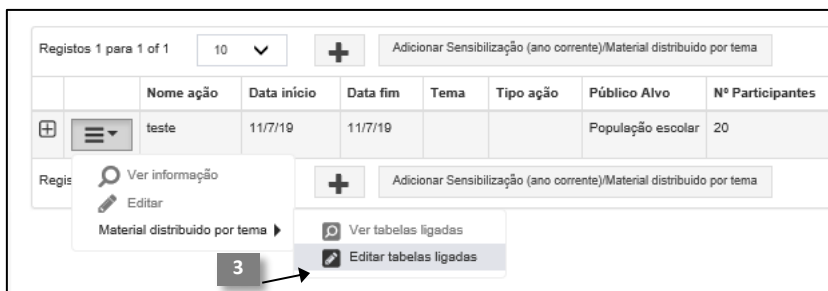 Registos 1 para 1 of 1 10 Adicionar Sensibilização (ano corrente)/Material distribuido por tema
Nome ação Data início Data fim Tema Tipo ação Público Alvo Nº Participantes
teste 11/7/19 11/7/19 População escolar 20
Regis Adicionar Sensibilização (ano corrente)/Material distribuido por tema
Ver informação
Editar
Material distribuido por tema Ver tabelas ligadas
3 Editar tabelas ligadas